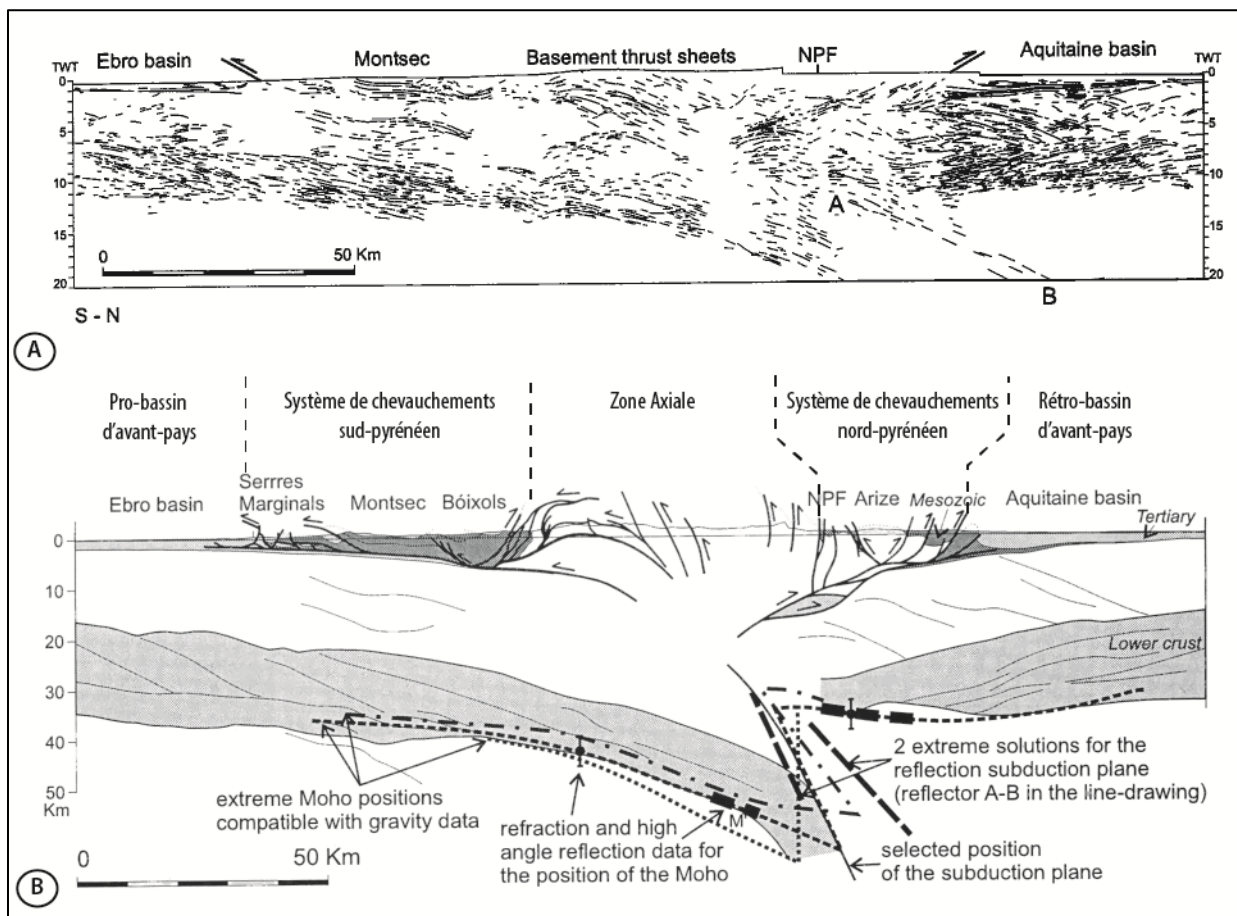 Ebro basin Montsec Basement thrust sheets NPF Aquitaine basin
TWT TWT
0 0
5 5
10 10
15 15
20 20
A
0 50 Km
B
S - N
A
Pro-bassin
d'avant-pays
Système de chevauchements
sud-pyrénéen
Zone Axiale
Système de chevauchements
nord-pyrénéen
Rétro-bassin
d'avant-pays
Ebro basin
Serrres
Marginals
Montsec
Bóixols
NPF Arize Mesozoic Aquitaine basin
Tertiary
0
10
20
30
40
50
Km
Lower crust
extreme Moho positions
compatible with gravity data
refraction and high
angle reflection data for
the position of the Moho
M'
2 extreme solutions for the
reflection subduction plane
(reflector A-B in the line-drawing)
selected position
of the subduction plane
0 50 Km
B